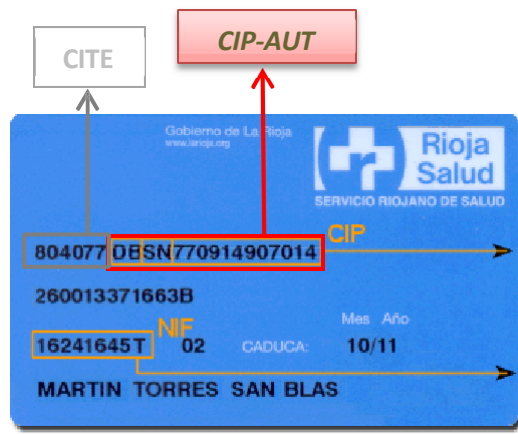 CITE
CIP-AUT
Gobierno de La Rioja
www.larioja.org
Rioja
Salud
SERVICIO RIOJANO DE SALUD
CIP
804077 DBSN770914907014
260013371663B
NIF
Mes Año
16241645T 02 CADUCA: 10/11
MARTIN TORRES SAN BLAS